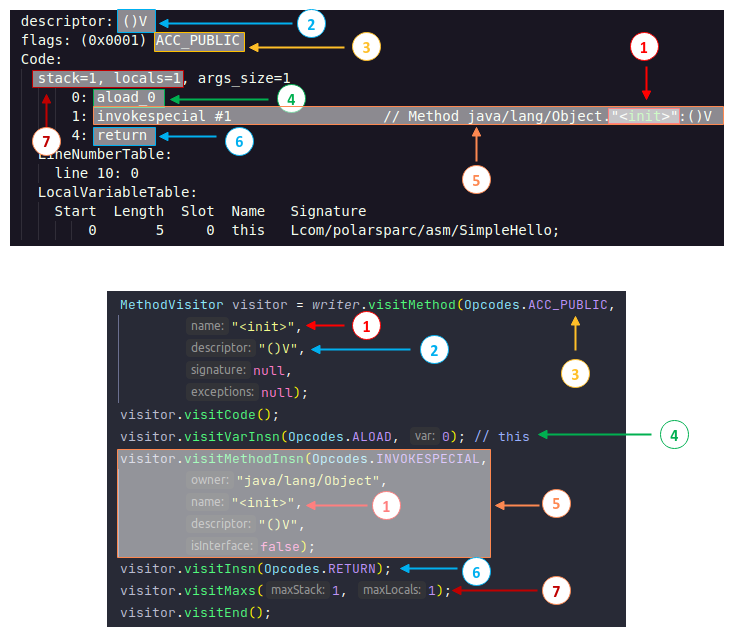 descriptor: ()V
2
flags: (0x0001) ACC_PUBLIC
3
1
Code:
stack=1, locals=1, args_size=1
0: aload_0
4
1: invokespecial #1 // Method java/lang/Object."<init>":()V
7
4: return
6
LineNumberTable:
line 10: 0
5
LocalVariableTable:
Start Length Slot Name Signature
0 5 0 this Lcom/polarsparc/asm/SimpleHello;
MethodVisitor visitor = writer.visitMethod(Opcodes.ACC_PUBLIC,
name: "<init>",
1
descriptor: "()V",
2
signature: null,
3
exceptions: null);
visitor.visitCode();
visitor.visitVarInsn(Opcodes.ALOAD, var: 0); // this
4
visitor.visitMethodInsn(Opcodes.INVOKESPECIAL,
owner: "java/lang/Object",
name: "<init>",
1
5
descriptor: "()V",
isInterface: false);
visitor.visitInsn(Opcodes.RETURN);
6
visitor.visitMaxs( maxStack: 1, maxLocals: 1);
7
visitor.visitEnd();